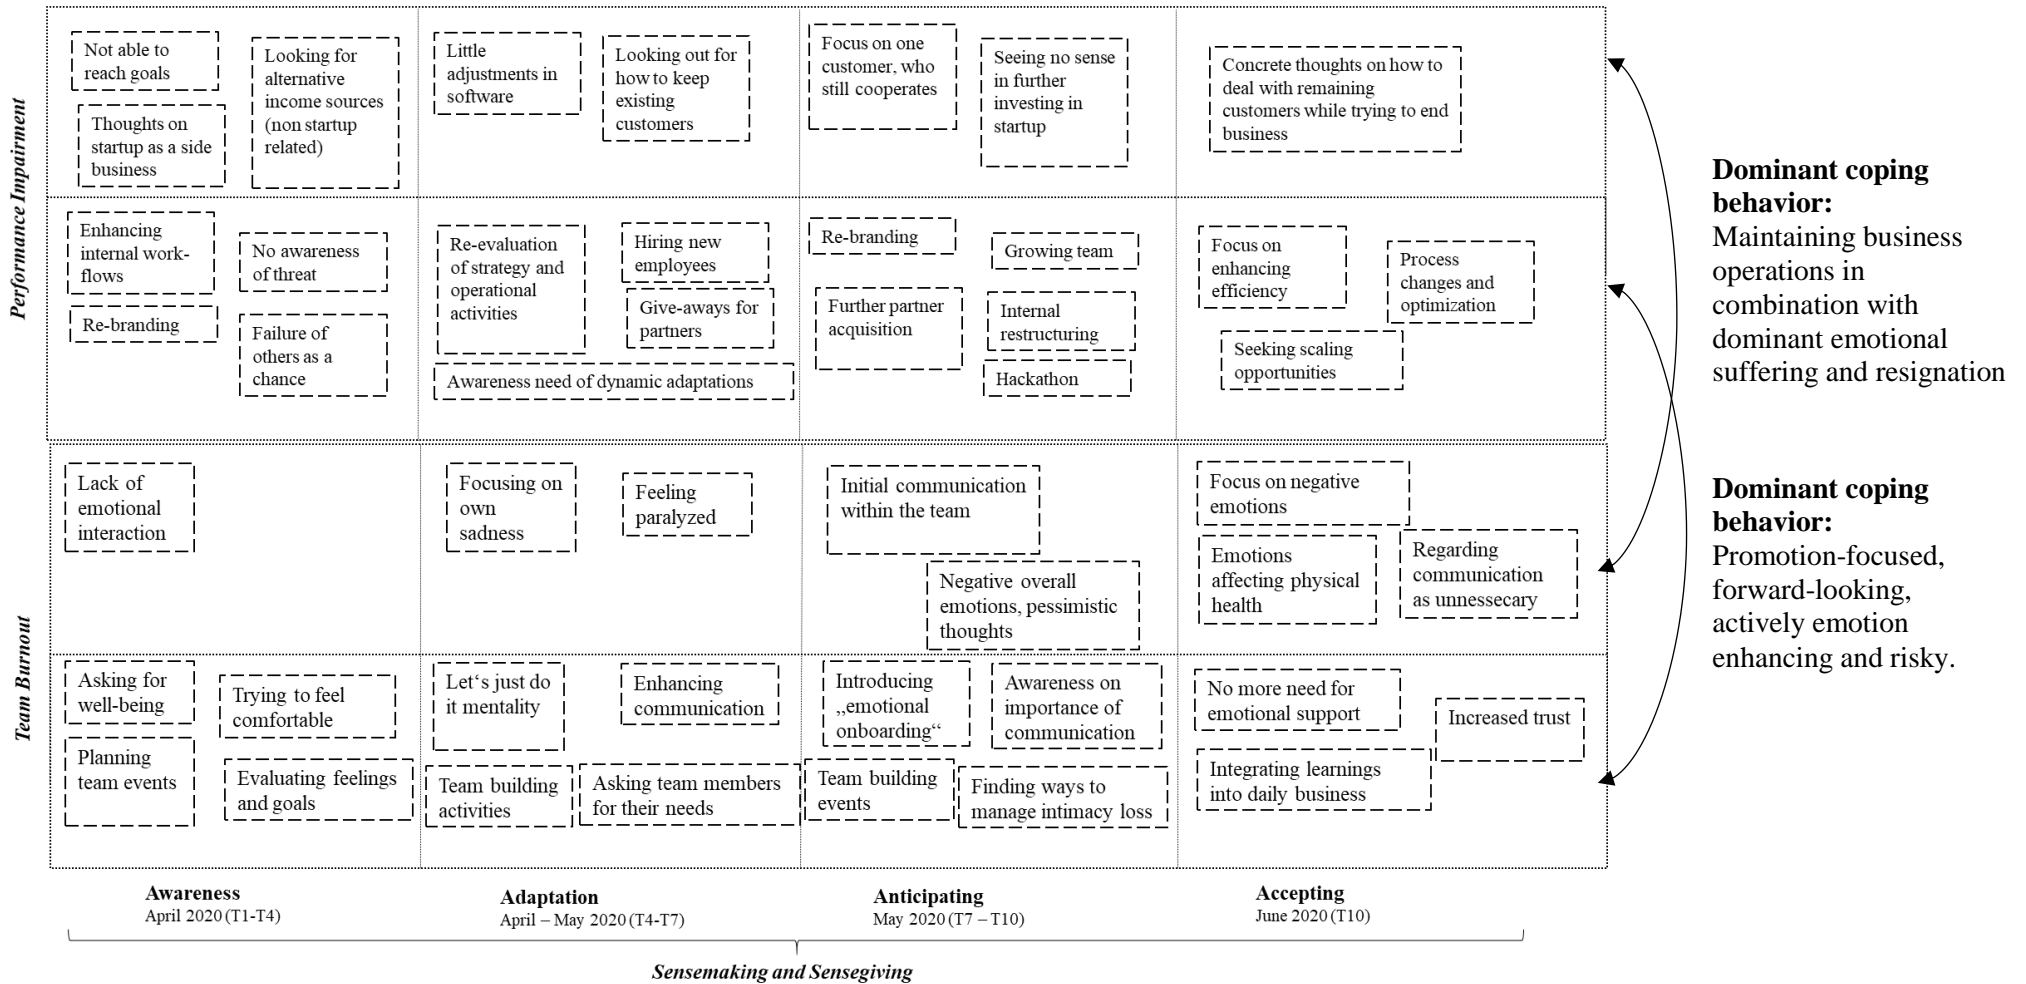 Performance Impairment
Not able to
reach goals
Thoughts on
startup as a side
business
Looking for
alternative
income sources
(non startup
related)
Little
adjustments in
software
Looking out for
how to keep
existing
customers
Focus on one
customer, who
still cooperates
Seeing no sense
in further
investing in
startup
Concrete thoughts on how to
deal with remaining
customers while trying to end
business
Enhancing
internal work-
flows
Re-branding
No awareness
of threat
Failure of
others as a
chance
Re-evaluation
of strategy and
operational
activities
Hiring new
employees
Give-aways for
partners
Awareness need of dynamic adaptations
Re-branding
Further partner
acquisition
Growing team
Internal
restructuring
Hackathon
Focus on
enhancing
efficiency
Process
changes and
optimization
Seeking scaling
opportunities
Team Burnout
Lack of
emotional
interaction
Focusing on
own
sadness
Feeling
paralyzed
Initial communication
within the team
Negative overall
emotions, pessimistic
thoughts
Focus on negative
emotions
Emotions
affecting physical
health
Regarding
communication
as unnessecary
Asking for
well-being
Planning
team events
Trying to feel
comfortable
Evaluating feelings
and goals
Let‘s just do
it mentality
Team building
activities
Enhancing
communication
Asking team members
for their needs
Introducing
„emotional
onboarding“
Team building
events
Awareness on
importance of
communication
Finding ways to
manage intimacy loss
No more need for
emotional support
Increased trust
Integrating learnings
into daily business
Awareness
April 2020 (T1-T4)
Adaptation
April – May 2020 (T4-T7)
Anticipating
May 2020 (T7 – T10)
Accepting
June 2020 (T10)
Sensemaking and Sensegiving
Dominant coping
behavior:
Maintaining business
operations in
combination with
dominant emotional
suffering and resignation
Dominant coping
behavior:
Promotion-focused,
forward-looking,
actively emotion
enhancing and risky.